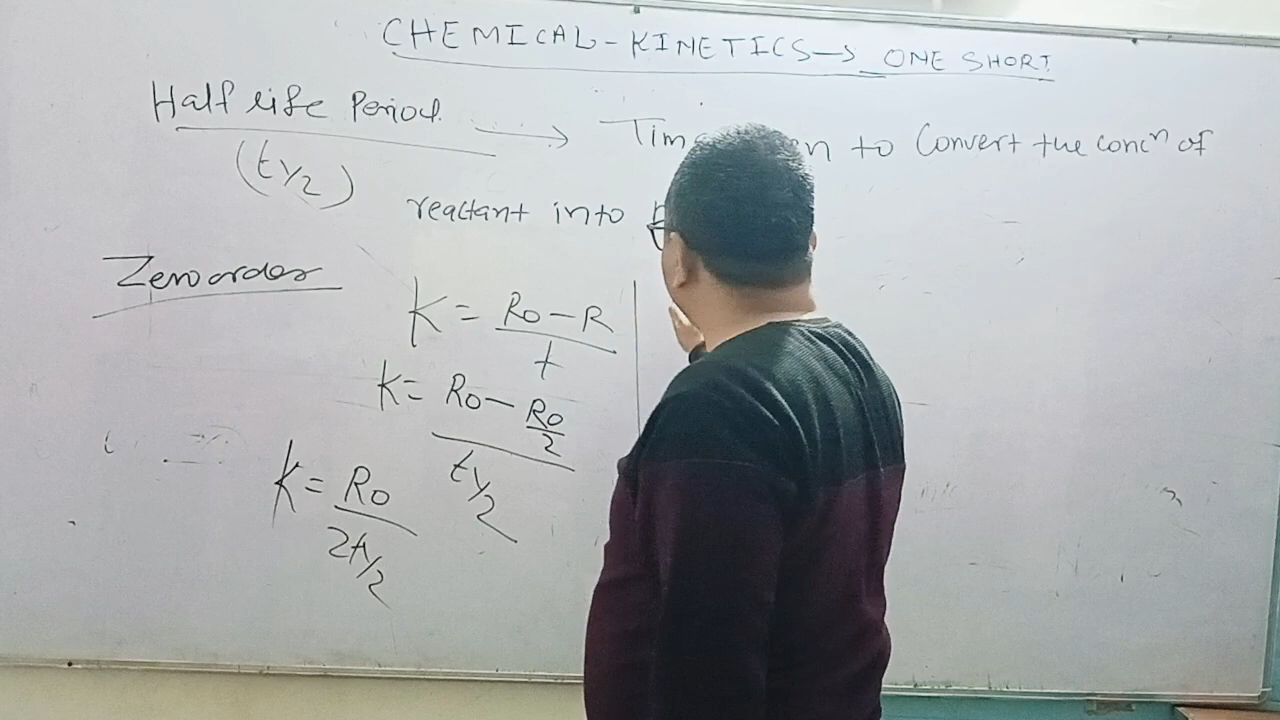 CHEMICAL-KINETICS→ ONE SHORT
Half life Period → to Convert the concⁿ of
(t1/2) reactant into
Zero order
K = R₀ - R / t
K = R₀ - R₀/2 / t1/2
K = R₀ / 2t1/2